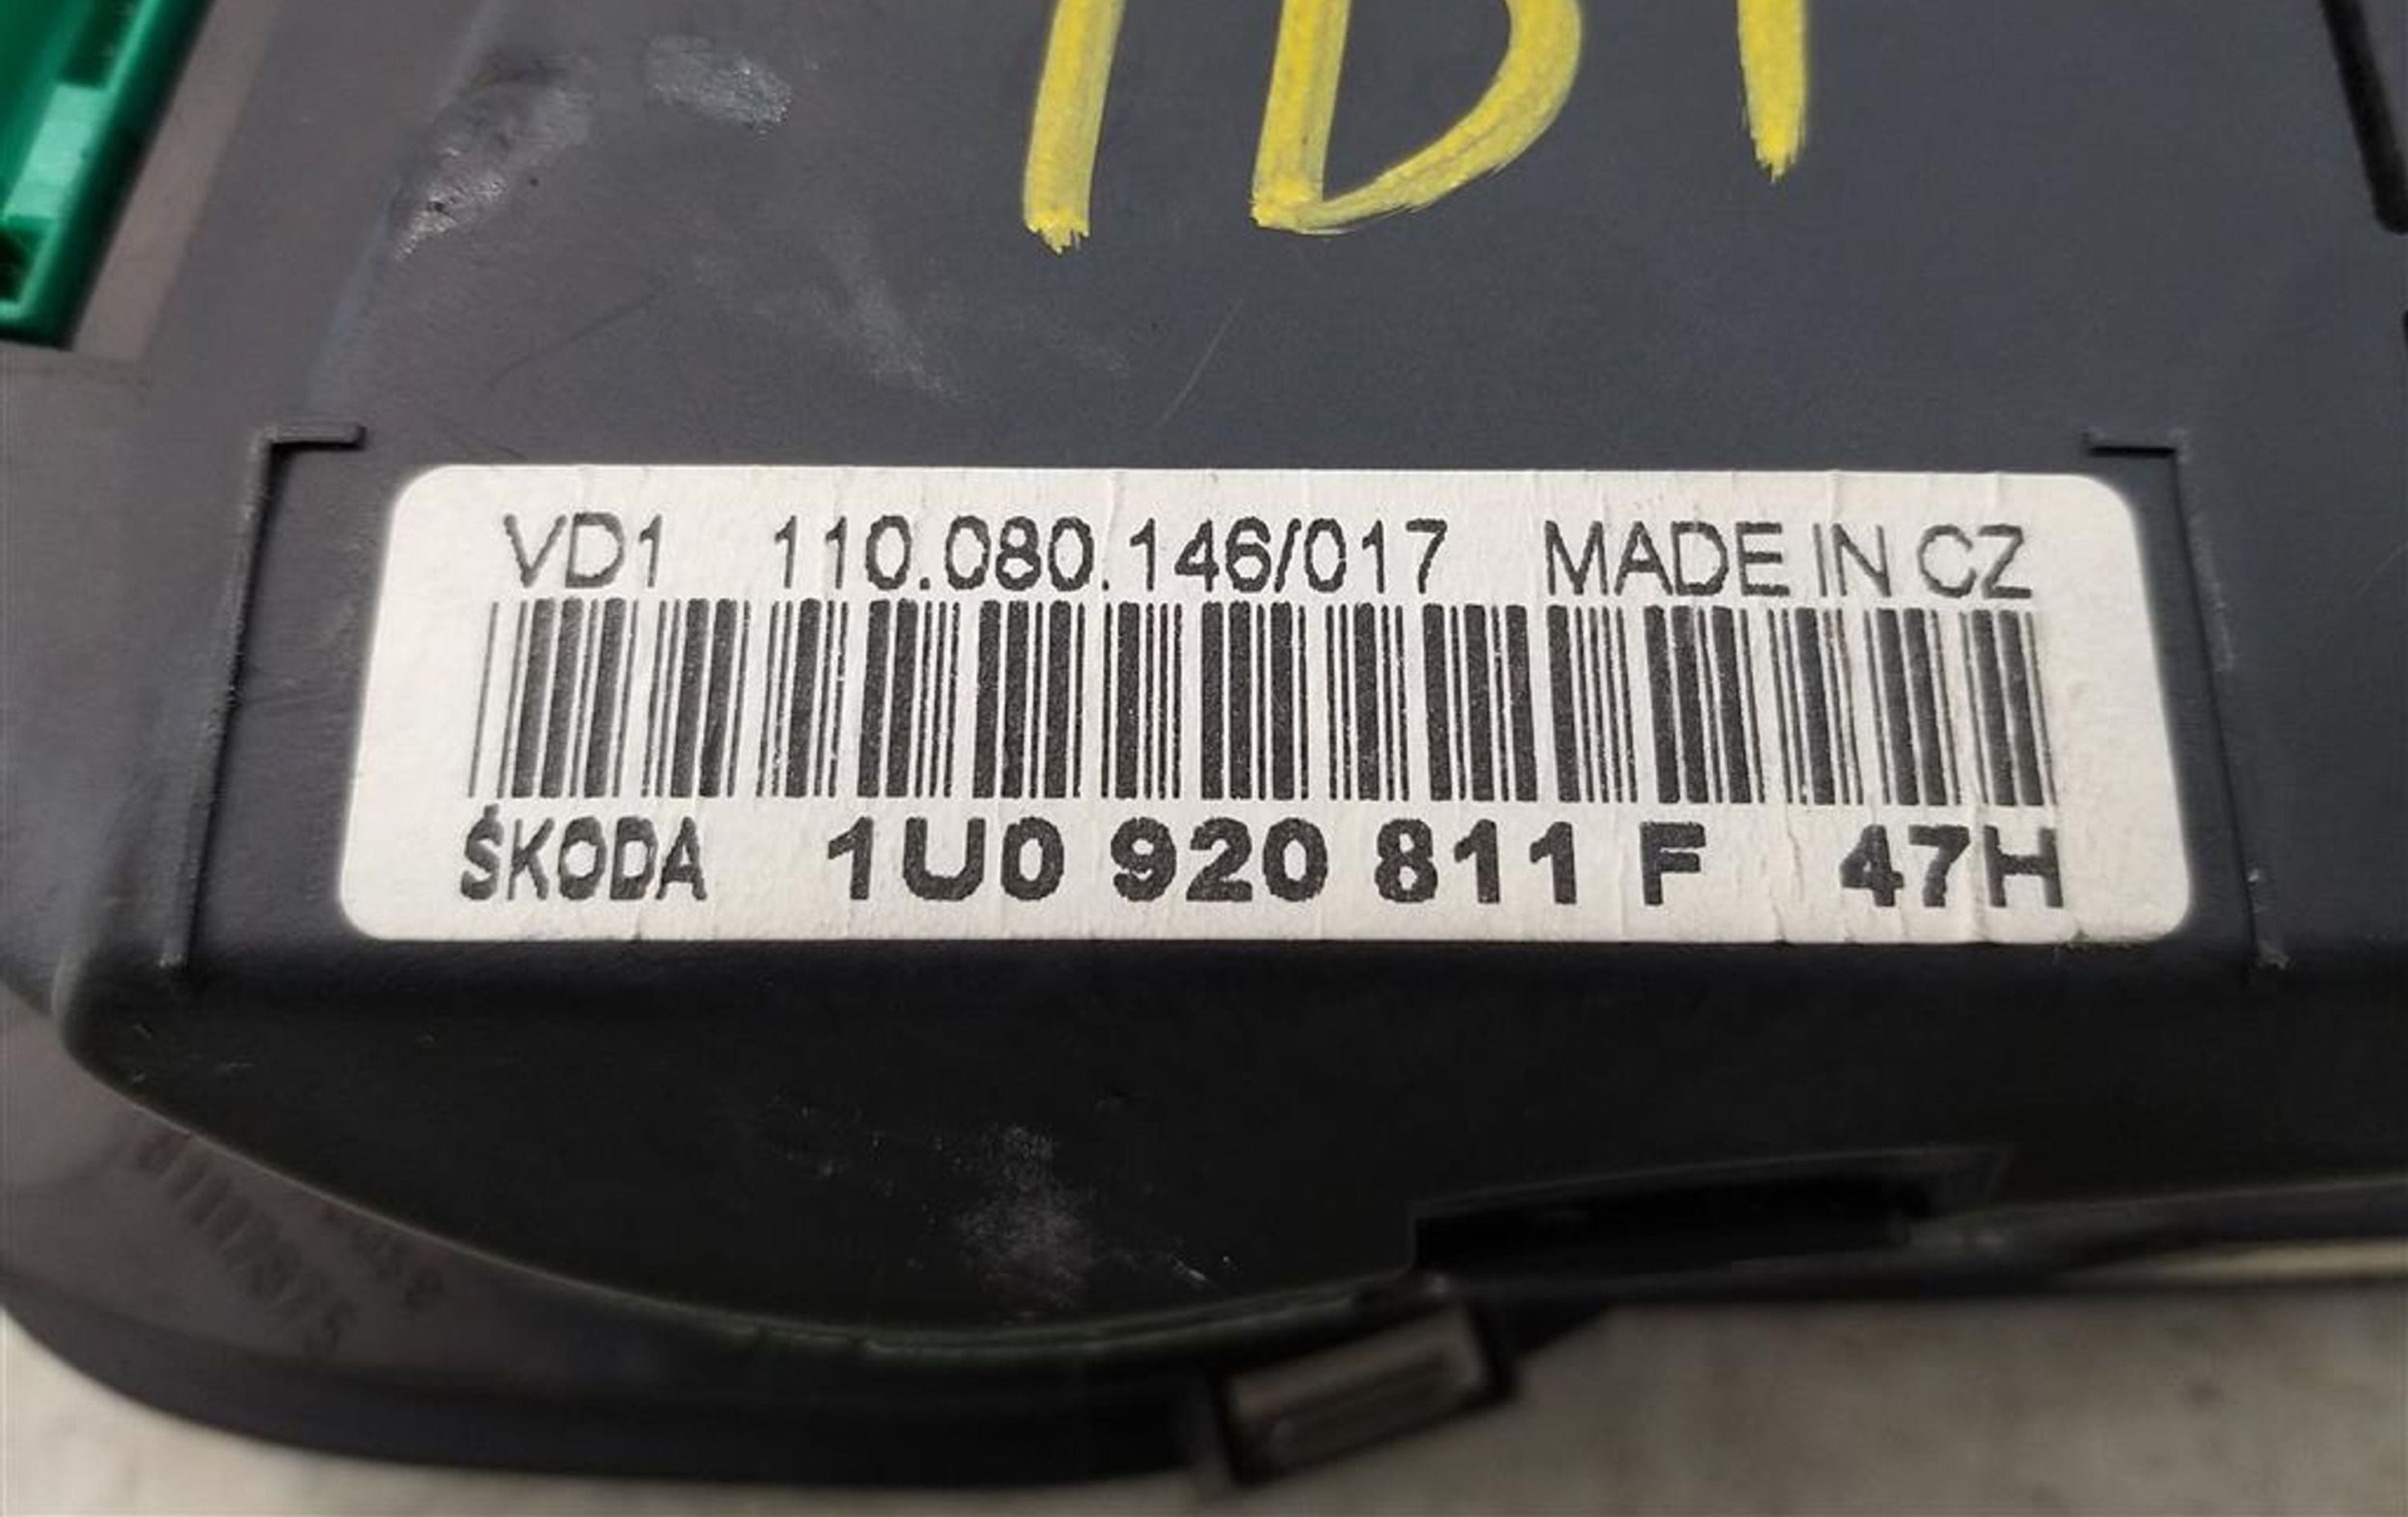 VD1 110.080.146/017 MADE IN CZ
ŠKODA 1U0 920 811 F 47H